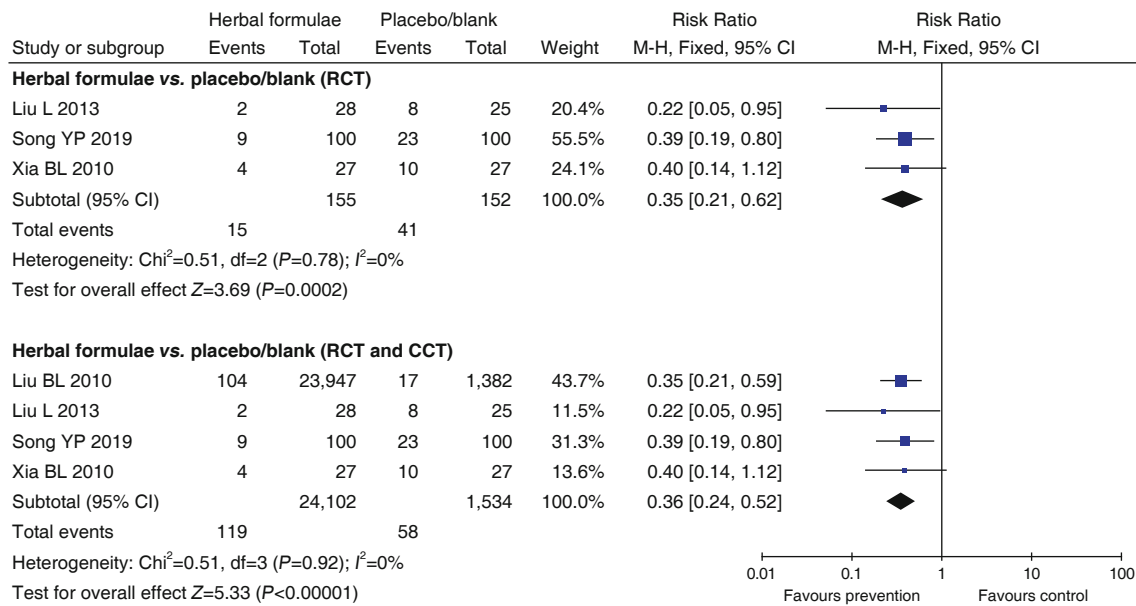 Herbal formulae Placebo/blank Risk Ratio Risk Ratio
Study or subgroup Events Total Events Total Weight M-H, Fixed, 95% CI M-H, Fixed, 95% CI
Herbal formulae vs. placebo/blank (RCT)
Liu L 2013 2 28 8 25 20.4% 0.22 [0.05, 0.95]
Song YP 2019 9 100 23 100 55.5% 0.39 [0.19, 0.80]
Xia BL 2010 4 27 10 27 24.1% 0.40 [0.14, 1.12]
Subtotal (95% CI) 155 152 100.0% 0.35 [0.21, 0.62]
Total events 15 41
Heterogeneity: Chi²=0.51, df=2 (P=0.78); I²=0%
Test for overall effect Z=3.69 (P=0.0002)
Herbal formulae vs. placebo/blank (RCT and CCT)
Liu BL 2010 104 23,947 17 1,382 43.7% 0.35 [0.21, 0.59]
Liu L 2013 2 28 8 25 11.5% 0.22 [0.05, 0.95]
Song YP 2019 9 100 23 100 31.3% 0.39 [0.19, 0.80]
Xia BL 2010 4 27 10 27 13.6% 0.40 [0.14, 1.12]
Subtotal (95% CI) 24,102 1,534 100.0% 0.36 [0.24, 0.52]
Total events 119 58
Heterogeneity: Chi²=0.51, df=3 (P=0.92); I²=0%
Test for overall effect Z=5.33 (P<0.00001)
0.01 0.1 1 10 100
Favours prevention Favours control